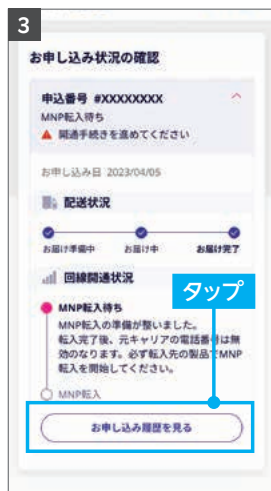 3
お申し込み状況の確認
申込番号 #XXXXXXXX
MNP転入待ち
開通手続きを進めてください
お申し込み日 2023/04/05
配送状況
お届け準備中 お届け中 お届け完了
回線開通状況
タップ
MNP転入待ち
MNP転入の準備が整いました。
転入完了後、元キャリアの電話番号は無
効のなります。必ず転入先の製品でMNP
転入を開始してください。
MNP転入
お申し込み履歴を見る